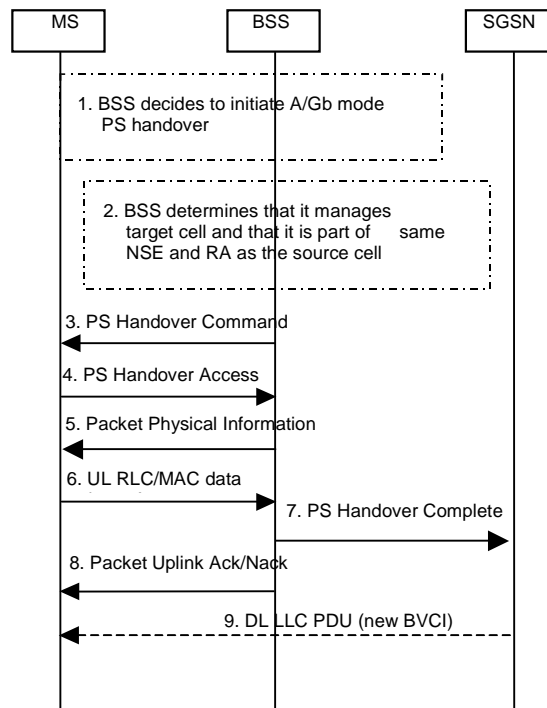 MS
BSS
SGSN
1. BSS decides to initiate A/Gb mode
PS handover
2. BSS determines that it manages
target cell and that it is part of same
NSE and RA as the source cell
3. PS Handover Command
4. PS Handover Access
5. Packet Physical Information
6. UL RLC/MAC data
7. PS Handover Complete
8. Packet Uplink Ack/Nack
9. DL LLC PDU (new BVCI)